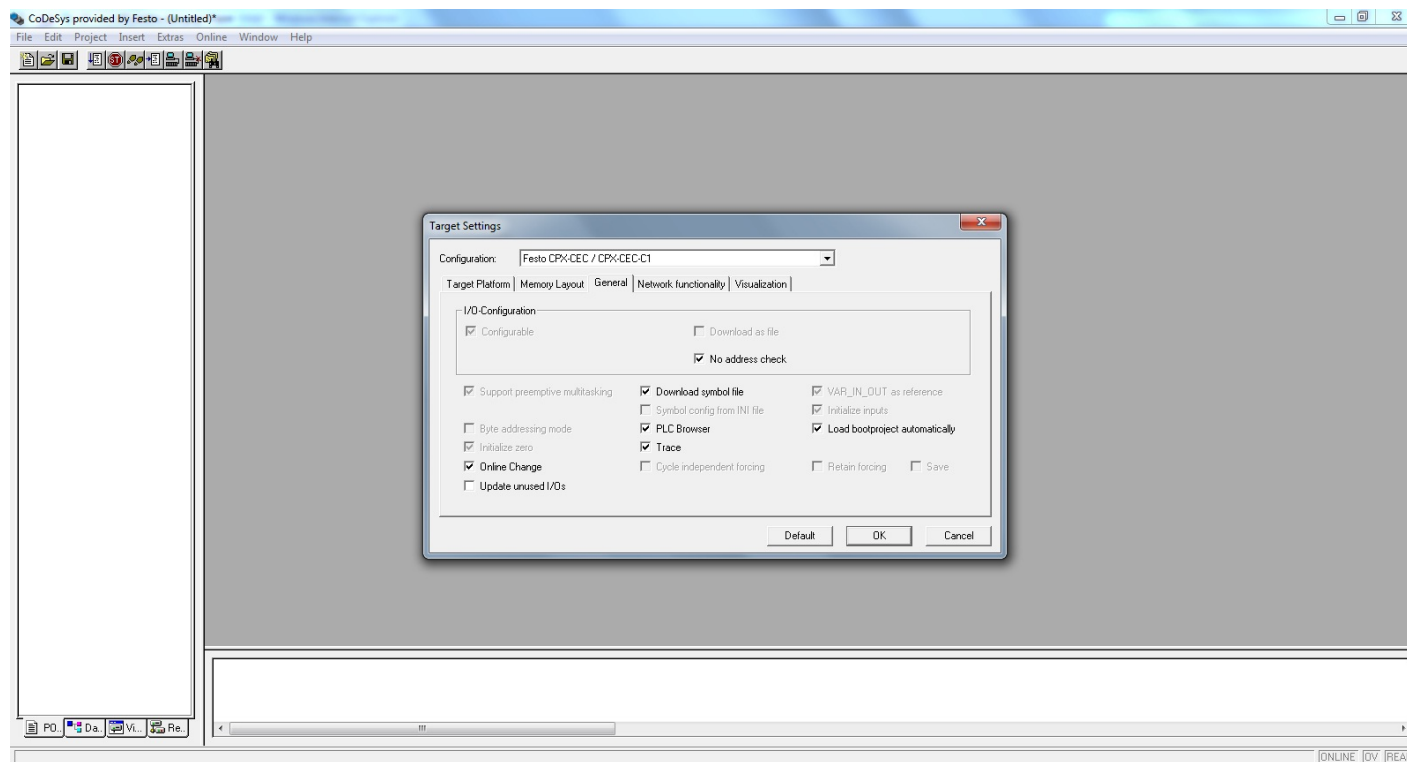 CoDeSys provided by Festo - (Untitled)*
File Edit Project Insert Extras Online Window Help
Target Settings
Configuration: Festo CPX-CEC / CPX-CEC-C1
Target Platform Memory Layout General Network functionality Visualization
I/O-Configuration
Configurable Download as file
No address check
Support preemptive multitasking Download symbol file VAR_IN_OUT as reference
Symbol config from INI file Initialize inputs
Byte addressing mode PLC Browser Load bootproject automatically
Initialize zero Trace
Online Change Cycle independent forcing Retain forcing Save
Update unused I/Os
Default OK Cancel
PO.. Da.. Vi... Re..
ONLINE OV REA